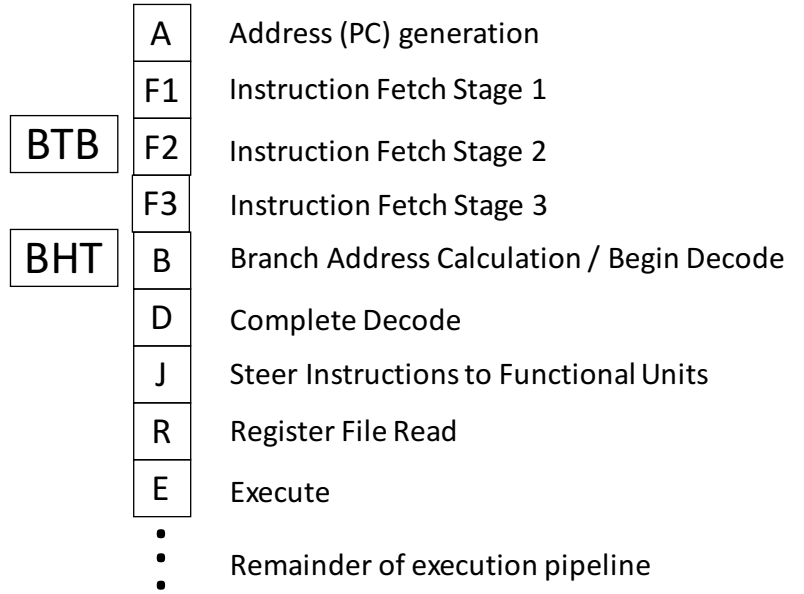 A Address (PC) generation
F1 Instruction Fetch Stage 1
BTB F2 Instruction Fetch Stage 2
F3 Instruction Fetch Stage 3
BHT B Branch Address Calculation / Begin Decode
D Complete Decode
J Steer Instructions to Functional Units
R Register File Read
E Execute
Remainder of execution pipeline